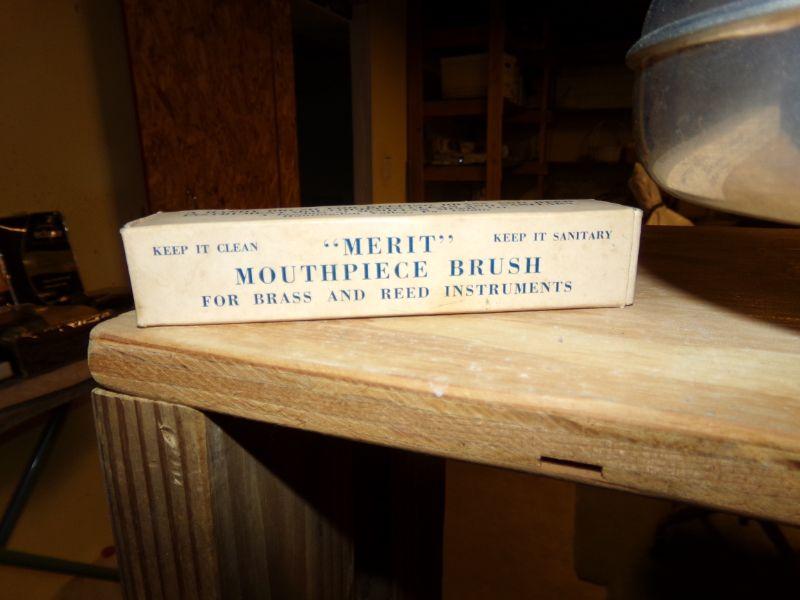 KEEP IT CLEAN "MERIT" KEEP IT SANITARY
MOUTHPIECE BRUSH
FOR BRASS AND REED INSTRUMENTS